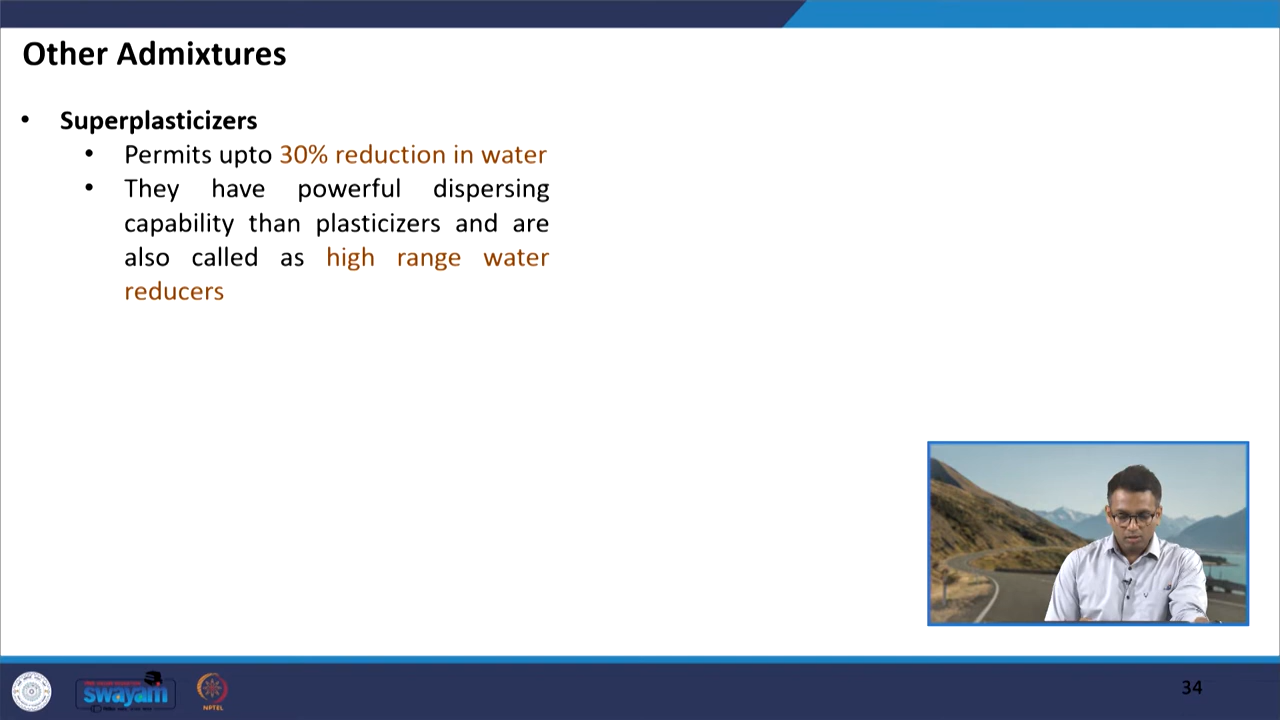 Other Admixtures
• Superplasticizers
• Permits upto 30% reduction in water
• They have powerful dispersing
capability than plasticizers and are
also called as high range water
reducers
34
swayam
NPTEL